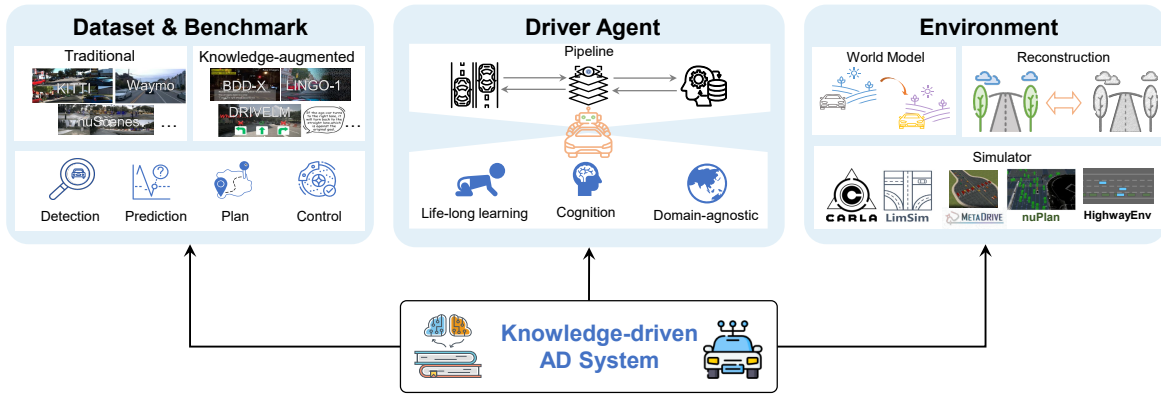 Dataset & Benchmark
Traditional
KITTI
Waymo
nuScenes
...
Knowledge-augmented
BDD-X
LINGO-1
DRIVELM
...
Detection
Prediction
Plan
Control
Driver Agent
Pipeline
Life-long learning
Cognition
Domain-agnostic
Environment
World Model
Reconstruction
Simulator
CARLA
LimSim
METADRIVE
nuPlan
HighwayEnv
Knowledge-driven
AD System